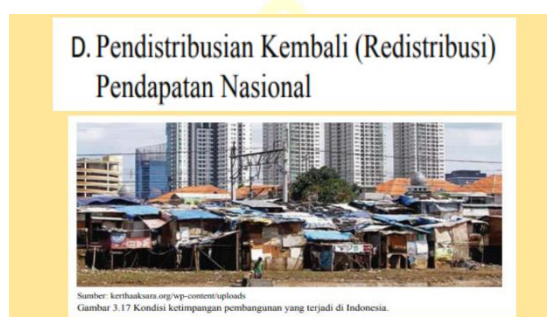 D. Pendistribusian Kembali (Redistribusi)
Pendapatan Nasional
Sumber: kerthaaksara.org/wp-content/uploads
Gambar 3.17 Kondisi ketimpangan pembangunan yang terjadi di Indonesia.